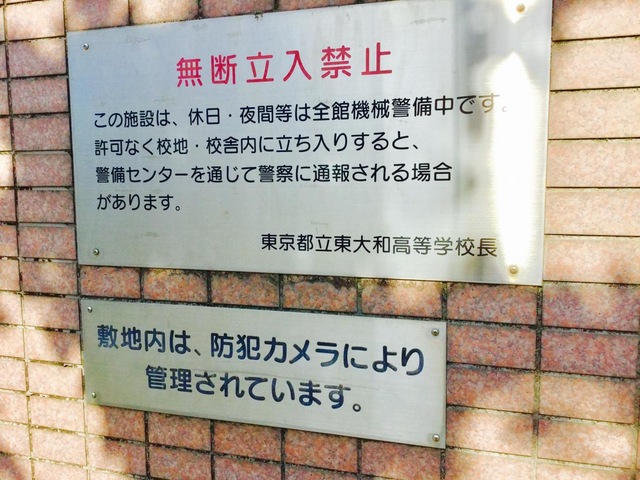 無断立入禁止
この施設は、休日・夜間等は全館機械警備中です。
許可なく校地・校舎内に立ち入りすると、
警備センターを通じて警察に通報される場合
があります。
東京都立東大和高等学校長
敷地内は、防犯カメラにより
管理されています。